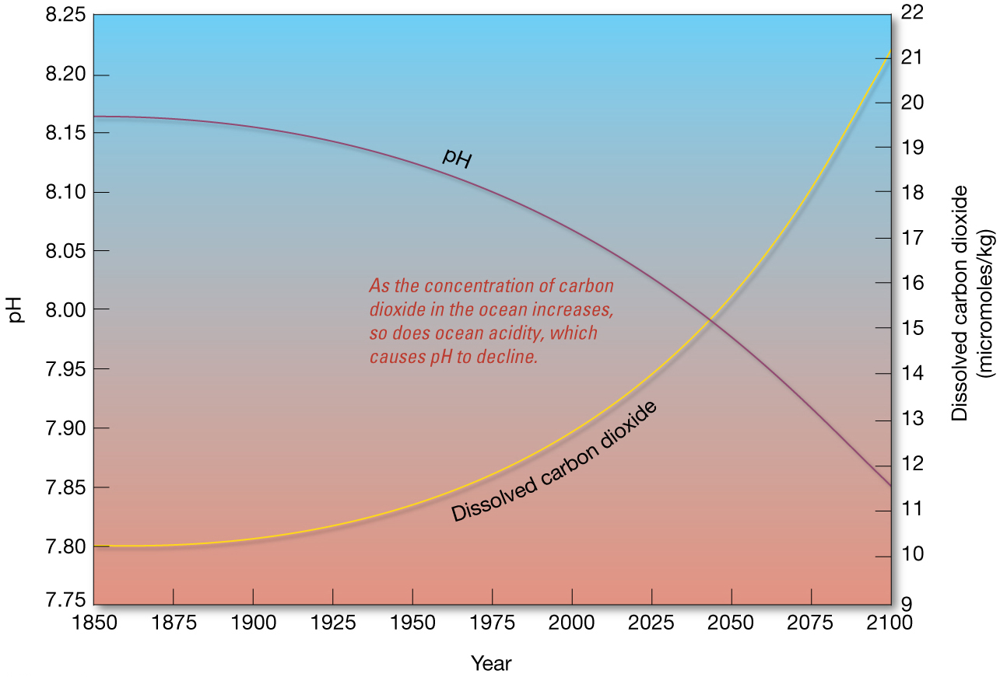 8.25
8.20
8.15
8.10
8.05
8.00
7.95
7.90
7.85
7.80
7.75
pH
22
21
20
19
18
17
16
15
14
13
12
11
10
9
Dissolved carbon dioxide
(micromoles/kg)
pH
As the concentration of carbon
dioxide in the ocean increases,
so does ocean acidity, which
causes pH to decline.
Dissolved carbon dioxide
1850 1875 1900 1925 1950 1975 2000 2025 2050 2075 2100
Year